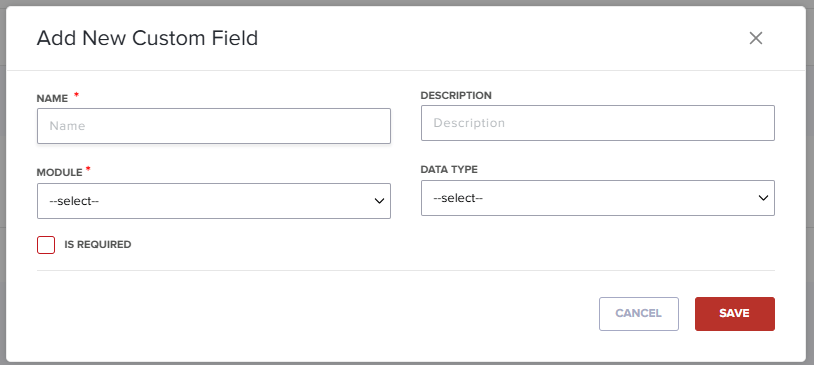 Add New Custom Field
NAME *
Name
DESCRIPTION
Description
MODULE *
--select--
DATA TYPE
--select--
IS REQUIRED
CANCEL
SAVE